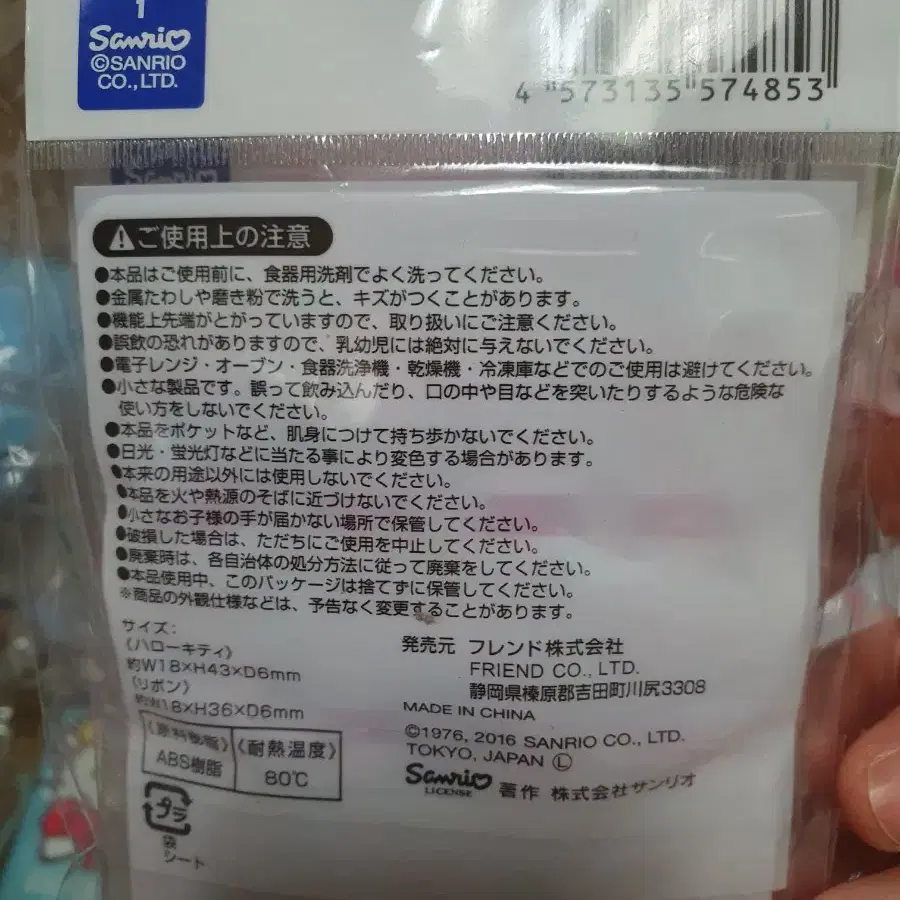 1
Sanrio
©SANRIO
CO.,LTD.
4 573135 574853
Sanrio
⚠ご使用上の注意
●本品はご使用前に、食器用洗剤でよく洗ってください。
●金属たわしや磨き粉で洗うと、キズがつくことがあります。
●機能上先端がとがっていますので、取り扱いにご注意ください。
●誤飲の恐れがありますので、乳幼児には絶対に与えないでください。
●電子レンジ・オーブン・食器洗浄機・乾燥機・冷凍庫などでのご使用は避けてください。
●小さな製品です。誤って飲み込んだり、口の中や目などを突いたりするような危険な
使い方をしないでください。
●本品をポケットなど、肌身につけて持ち歩かないでください。
●日光・蛍光灯などに当たる事により変色する場合があります。
●本来の用途以外には使用しないでください。
●本品を火や熱源のそばに近づけないでください。
●小さなお子様の手が届かない場所で保管してください。
●破損した場合は、ただちにご使用を中止してください。
●廃棄時は、各自治体の処分方法に従って廃棄をしてください。
●本品使用中、このパッケージは捨てずに保管してください。
※商品の外観仕様などは、予告なく変更することがあります。
サイズ:
〈ハローキティ〉
約W18×H43×D6mm
〈リボン〉
約W18×H36×D6mm
〈原料樹脂〉 〈耐熱温度〉
ABS樹脂 80℃
プラ
袋
シート
発売元 フレンド株式会社
FRIEND CO., LTD.
静岡県榛原郡吉田町川尻3308
MADE IN CHINA
©1976, 2016 SANRIO CO., LTD.
TOKYO, JAPAN Ⓛ
Sanrio
LICENSE
著作 株式会社サンリオ